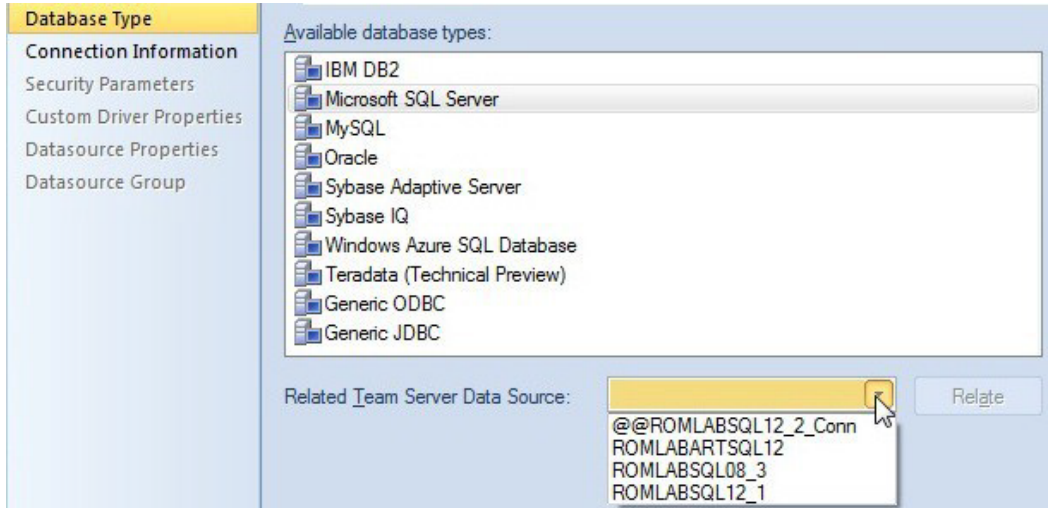 Database Type
Connection Information
Security Parameters
Custom Driver Properties
Datasource Properties
Datasource Group
Available database types:
IBM DB2
Microsoft SQL Server
MySQL
Oracle
Sybase Adaptive Server
Sybase IQ
Windows Azure SQL Database
Teradata (Technical Preview)
Generic ODBC
Generic JDBC
Related Team Server Data Source:
Relate
@@ROMLABSQL12_2_Conn
ROMLABARTSQL12
ROMLABSQL08_3
ROMLABSQL12_1